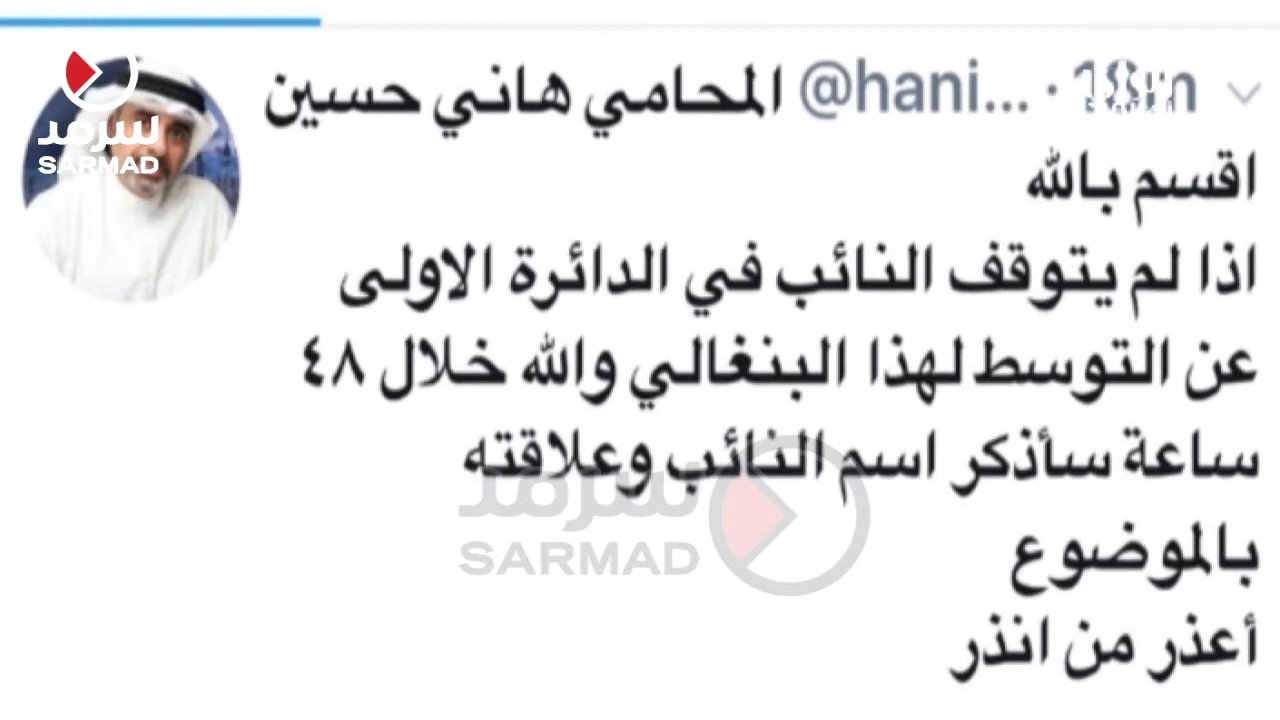 سرمد
SARMAD
المحامي هاني حسين @hani... · 18m
اقسم بالله
اذا لم يتوقف النائب في الدائرة الاولى
عن التوسط لهذا البنغالي والله خلال ٤٨
ساعة سأذكر اسم النائب وعلاقته
بالموضوع
أعذر من انذر
سرمد
SARMAD